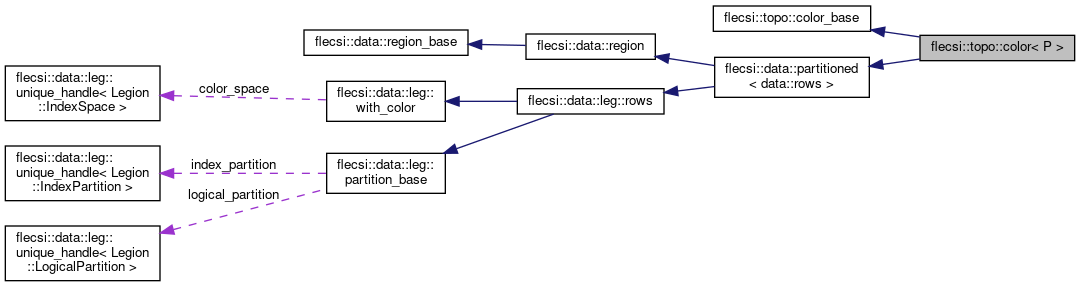 flecsi::topo::color_base
flecsi::topo::color< P >
flecsi::data::region_base
flecsi::data::region
flecsi::data::partitioned
< data::rows >
flecsi::data::leg::
unique_handle< Legion
::IndexSpace >
color_space
flecsi::data::leg::
with_color
flecsi::data::leg::rows
flecsi::data::leg::
unique_handle< Legion
::IndexPartition >
index_partition
flecsi::data::leg::
partition_base
logical_partition
flecsi::data::leg::
unique_handle< Legion
::LogicalPartition >